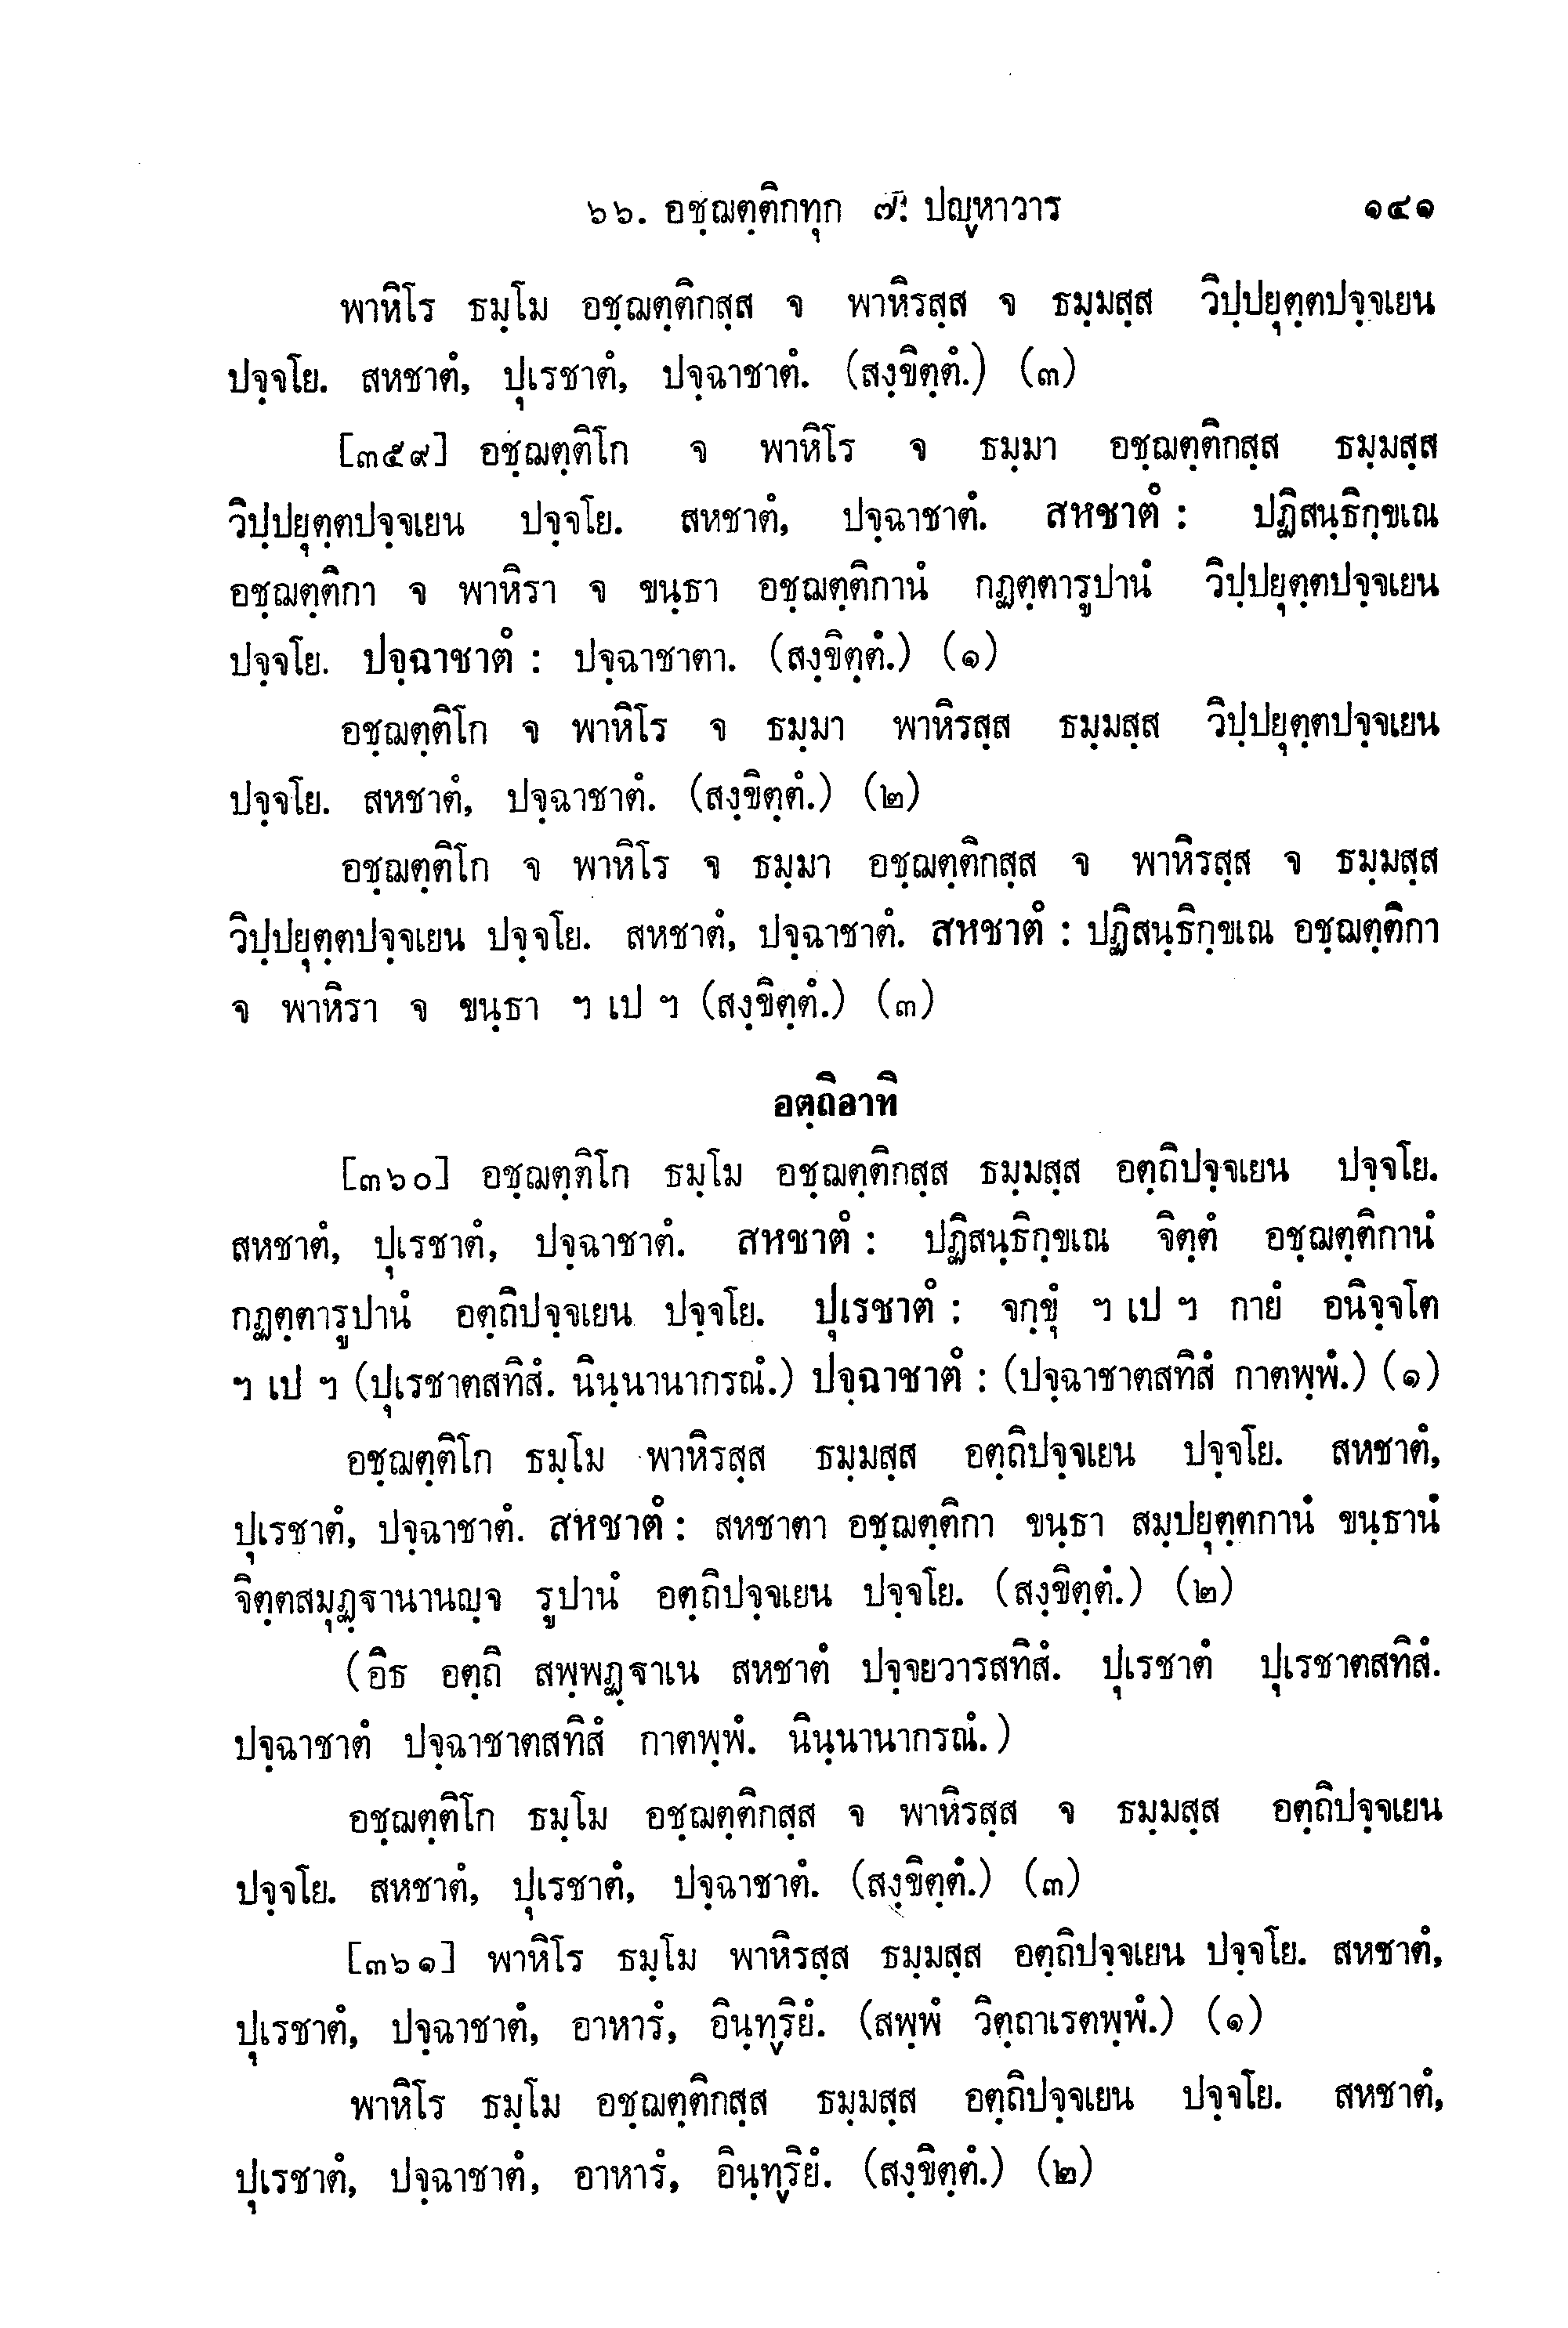 ๖๖. อชฺฌตฺติกทุก ๗. ปญฺหาวาร ๑๔๑
พาหิโร ธมฺโม อชฺฌตฺติกสฺส จ พาหิรสฺส จ ธมฺมสฺส วิปฺปยุตฺตปจฺจเยน
ปจฺจโย. สหชาตํ, ปุเรชาตํ, ปจฺฉาชาตํ. (สงฺขิตฺตํ.) (๓)
[๓๕๙] อชฺฌตฺติโก จ พาหิโร จ ธมฺมา อชฺฌตฺติกสฺส ธมฺมสฺส
วิปฺปยุตฺตปจฺจเยน ปจฺจโย. สหชาตํ, ปจฺฉาชาตํ. สหชาตํ : ปฏิสนฺธิกฺขเณ
อชฺฌตฺติกา จ พาหิรา จ ขนฺธา อชฺฌตฺติกานํ กฏตฺตารูปานํ วิปฺปยุตฺตปจฺจเยน
ปจฺจโย. ปจฺฉาชาตํ : ปจฺฉาชาตา. (สงฺขิตฺตํ.) (๑)
อชฺฌตฺติโก จ พาหิโร จ ธมฺมา พาหิรสฺส ธมฺมสฺส วิปฺปยุตฺตปจฺจเยน
ปจฺจโย. สหชาตํ, ปจฺฉาชาตํ. (สงฺขิตฺตํ.) (๒)
อชฺฌตฺติโก จ พาหิโร จ ธมฺมา อชฺฌตฺติกสฺส จ พาหิรสฺส จ ธมฺมสฺส
วิปฺปยุตฺตปจฺจเยน ปจฺจโย. สหชาตํ, ปจฺฉาชาตํ. สหชาตํ : ปฏิสนฺธิกฺขเณ อชฺฌตฺติกา
จ พาหิรา จ ขนฺธา ฯ เป ฯ (สงฺขิตฺตํ.) (๓)
อตฺถิอาทิ
[๓๖๐] อชฺฌตฺติโก ธมฺโม อชฺฌตฺติกสฺส ธมฺมสฺส อตฺถิปจฺจเยน ปจฺจโย.
สหชาตํ, ปุเรชาตํ, ปจฺฉาชาตํ. สหชาตํ : ปฏิสนฺธิกฺขเณ จิตฺตํ อชฺฌตฺติกานํ
กฏตฺตารูปานํ อตฺถิปจฺจเยน ปจฺจโย. ปุเรชาตํ : จกฺขุํ ฯ เป ฯ กายํ อนิจฺจโต
ฯ เป ฯ (ปุเรชาตสทิสํ. นินฺนานากรณํ.) ปจฺฉาชาตํ : (ปจฺฉาชาตสทิสํ กาตพฺพํ.) (๑)
อชฺฌตฺติโก ธมฺโม พาหิรสฺส ธมฺมสฺส อตฺถิปจฺจเยน ปจฺจโย. สหชาตํ,
ปุเรชาตํ, ปจฺฉาชาตํ. สหชาตํ : สหชาตา อชฺฌตฺติกา ขนฺธา สมฺปยุตฺตกานํ ขนฺธานํ
จิตฺตสมุฏฺฐานานญฺจ รูปานํ อตฺถิปจฺจเยน ปจฺจโย. (สงฺขิตฺตํ.) (๒)
(อิธ อตฺถิ สพฺพฏฺฐาเน สหชาตํ ปจฺจยวารสทิสํ. ปุเรชาตํ ปุเรชาตสทิสํ.
ปจฺฉาชาตํ ปจฺฉาชาตสทิสํ กาตพฺพํ. นินฺนานากรณํ.)
อชฺฌตฺติโก ธมฺโม อชฺฌตฺติกสฺส จ พาหิรสฺส จ ธมฺมสฺส อตฺถิปจฺจเยน
ปจฺจโย. สหชาตํ, ปุเรชาตํ, ปจฺฉาชาตํ. (สงฺขิตฺตํ.) (๓)
[๓๖๑] พาหิโร ธมฺโม พาหิรสฺส ธมฺมสฺส อตฺถิปจฺจเยน ปจฺจโย. สหชาตํ,
ปุเรชาตํ, ปจฺฉาชาตํ, อาหารํ, อินฺทฺริยํ. (สพฺพํ วิตฺถาเรตพฺพํ.) (๑)
พาหิโร ธมฺโม อชฺฌตฺติกสฺส ธมฺมสฺส อตฺถิปจฺจเยน ปจฺจโย. สหชาตํ,
ปุเรชาตํ, ปจฺฉาชาตํ, อาหารํ, อินฺทฺริยํ. (สงฺขิตฺตํ.) (๒)